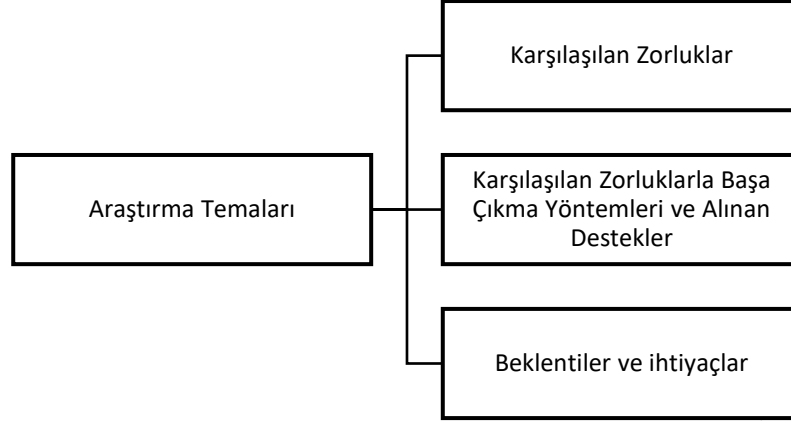 Araştırma Temaları
Karşılaşılan Zorluklar
Karşılaşılan Zorluklarla Başa
Çıkma Yöntemleri ve Alınan
Destekler
Beklentiler ve ihtiyaçlar